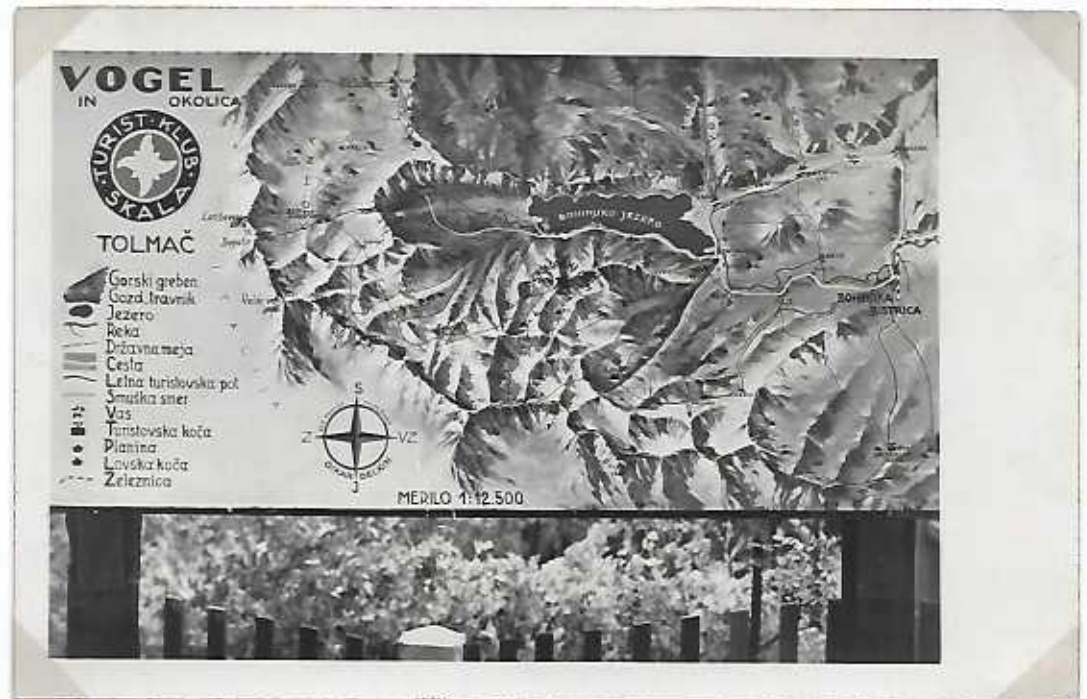 VOGEL
IN OKOLICA
TURIST·KLUB
SKALA
TOLMAČ
Gorski greben
Gozd, travnik
Jezero
Reka
Državna meja
Cesta
Letna turistovska pot
Smuška smer
Vas
Turistovska koča
Planina
Lovska koča
Železnica
S
Z
VZ
J
MERILO 1:12.500
BOHINJSKO JEZERO
BOHINJSKA
BISTRICA